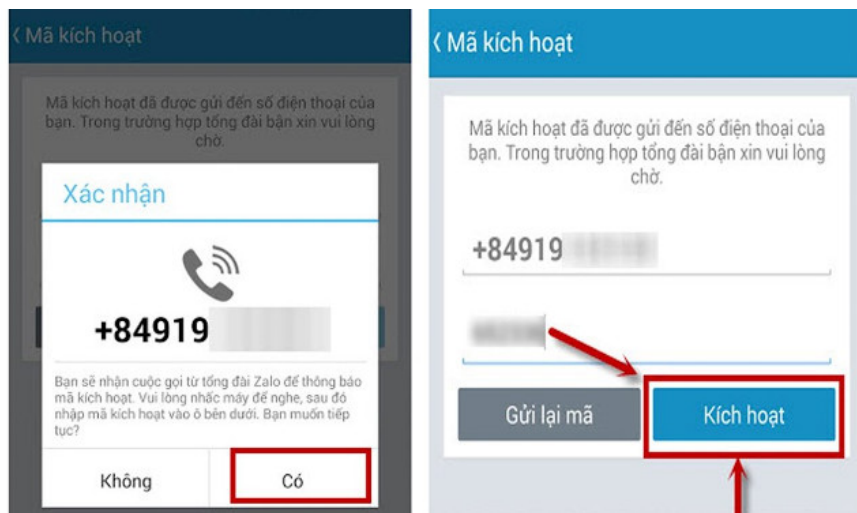 Mã kích hoạt
Mã kích hoạt đã được gửi đến số điện thoại của
bạn. Trong trường hợp tổng đài bận xin vui lòng
chờ.
Xác nhận
+84919
Bạn sẽ nhận cuộc gọi từ tổng đài Zalo để thông báo
mã kích hoạt. Vui lòng nhấc máy để nghe, sau đó
nhập mã kích hoạt vào ô bên dưới. Bạn muốn tiếp
tục?
Không
Có
Mã kích hoạt
Mã kích hoạt đã được gửi đến số điện thoại của
bạn. Trong trường hợp tổng đài bận xin vui lòng
chờ.
+84919
Gửi lại mã
Kích hoạt